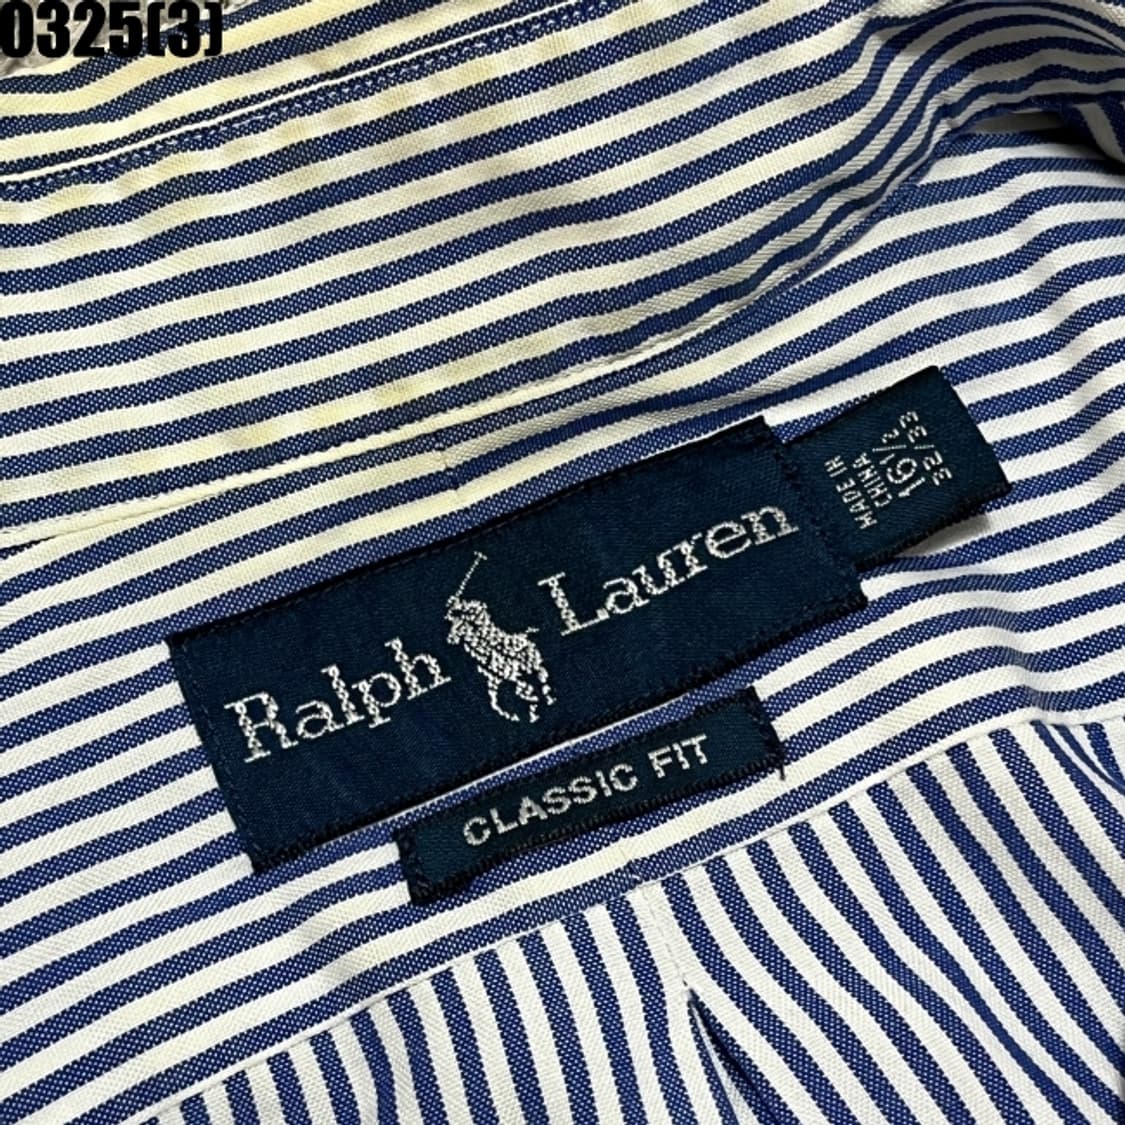 0325(3)
Ralph Lauren
CLASSIC FIT
MADE IN
CHINA
16½
32/33